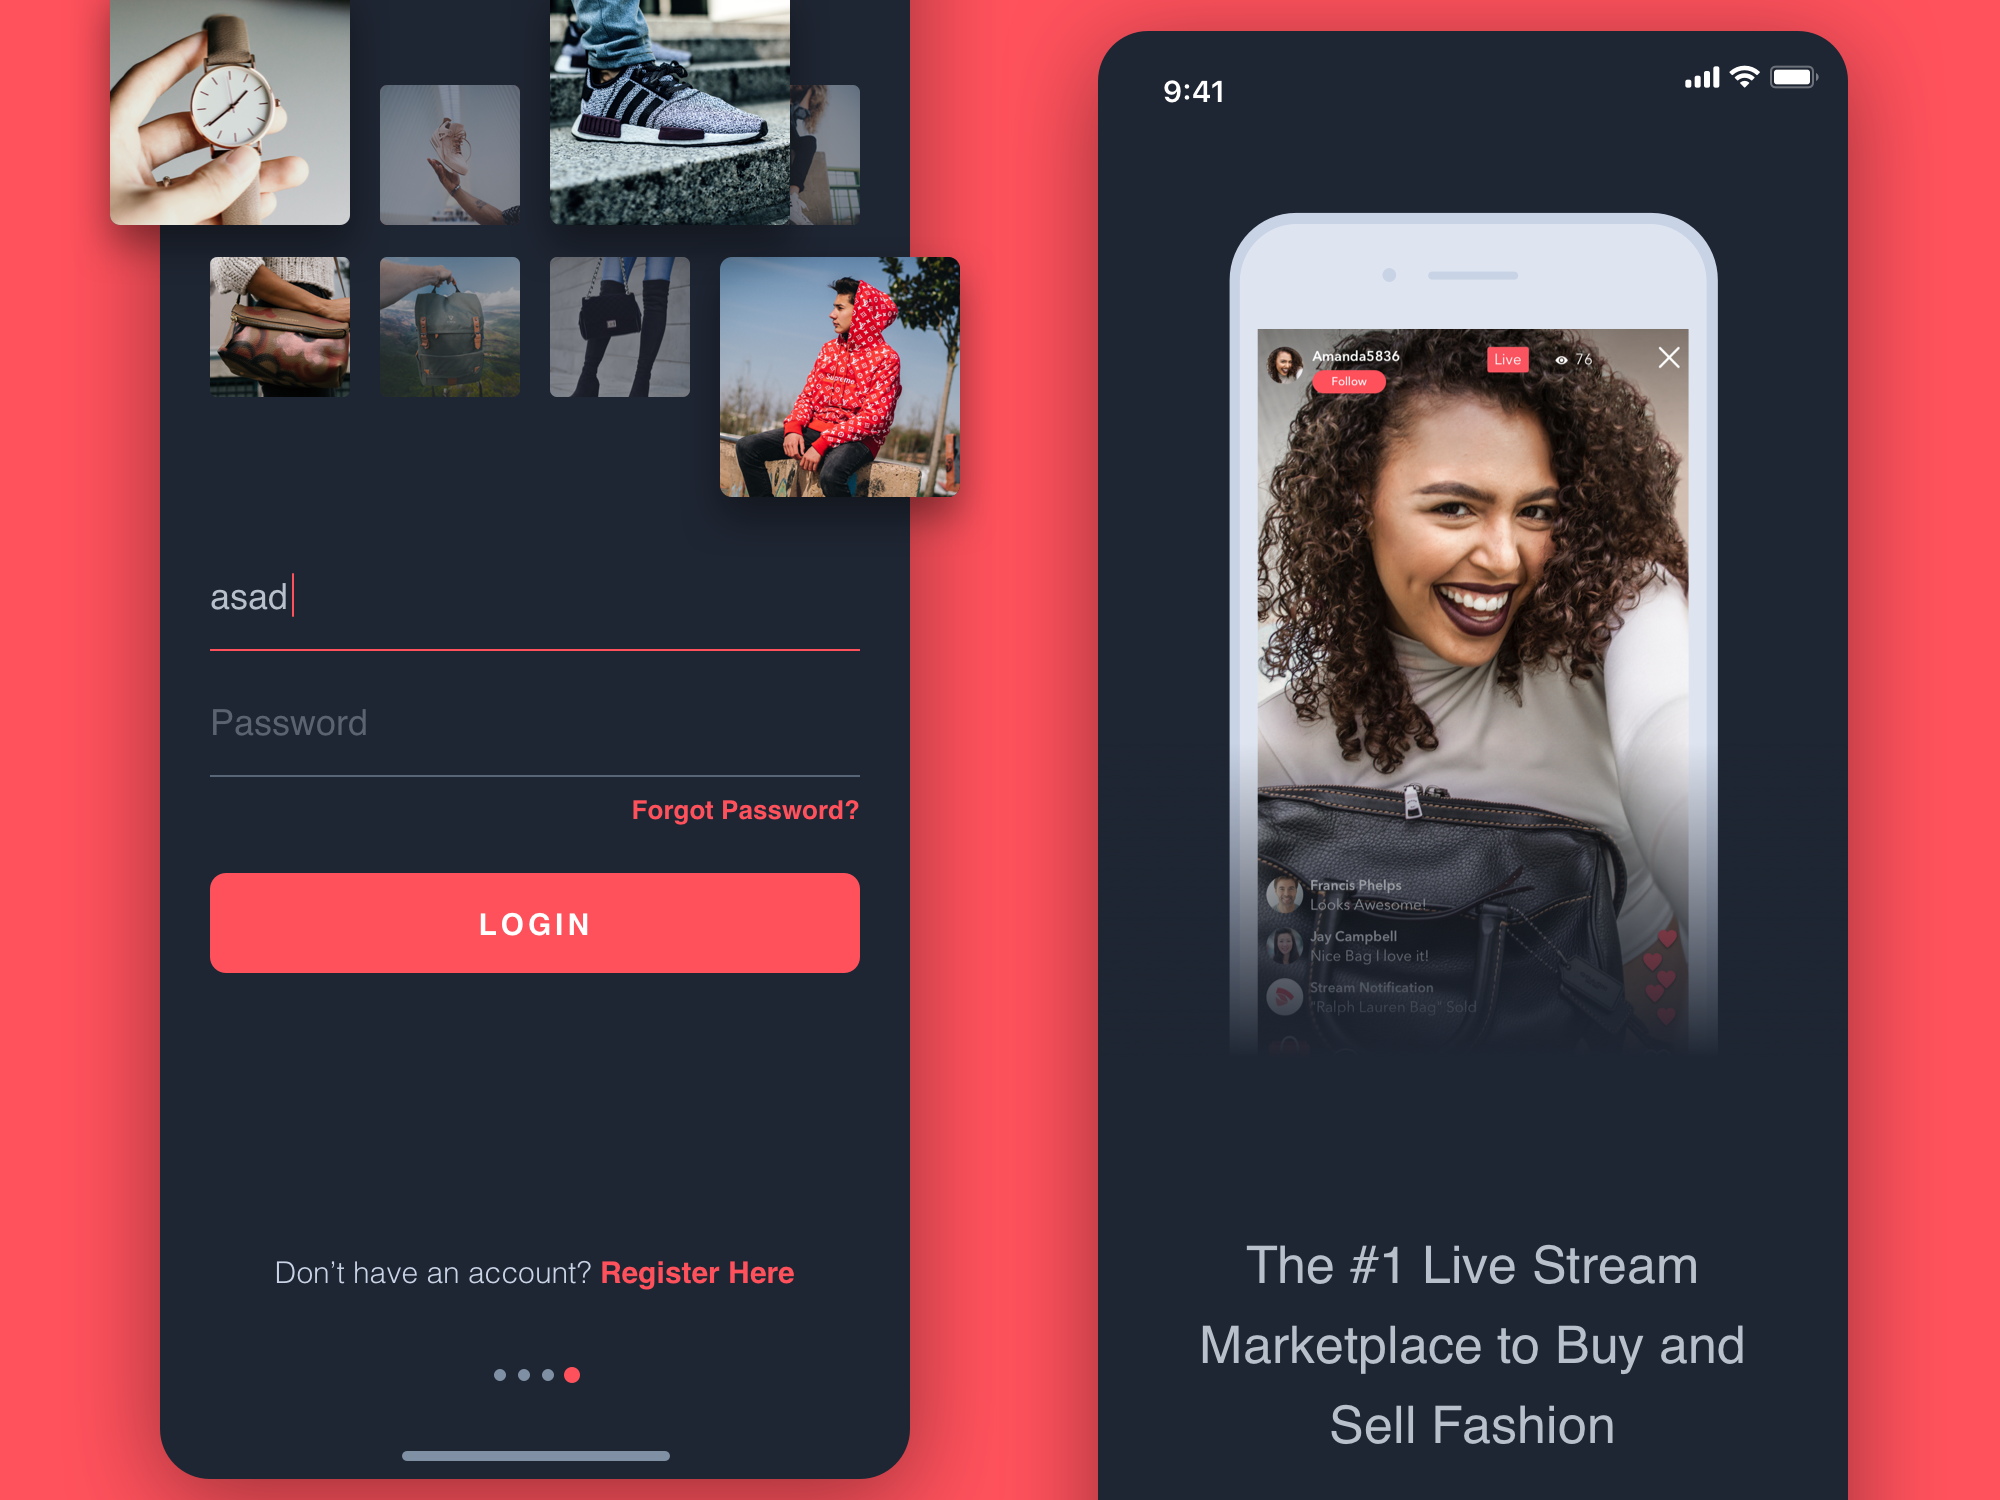 asad
Password
Forgot Password?
LOGIN
Don't have an account? Register Here
9:41
Amanda5836
Follow
Live
76
Francis Phelps
Looks Awesome!
Jay Campbell
Nice Bag I love it!
Stream Notification
"Ralph Lauren Bag" Sold
The #1 Live Stream
Marketplace to Buy and
Sell Fashion
Supreme